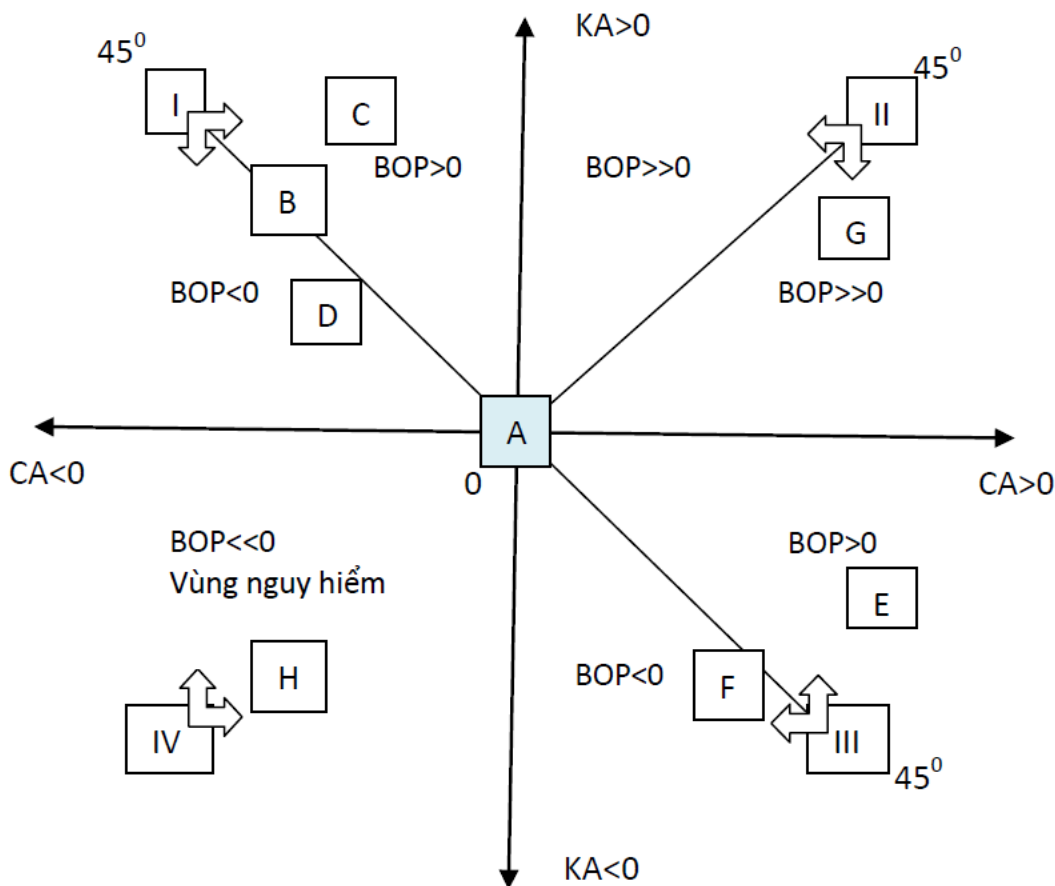 KA>0
45⁰
45⁰
I
C
II
BOP>0
BOP>>0
B
G
BOP<0
BOP>>0
D
A
CA<0
0
CA>0
BOP<<0
BOP>0
Vùng nguy hiểm
E
H
BOP<0
F
IV
III
45⁰
KA<0